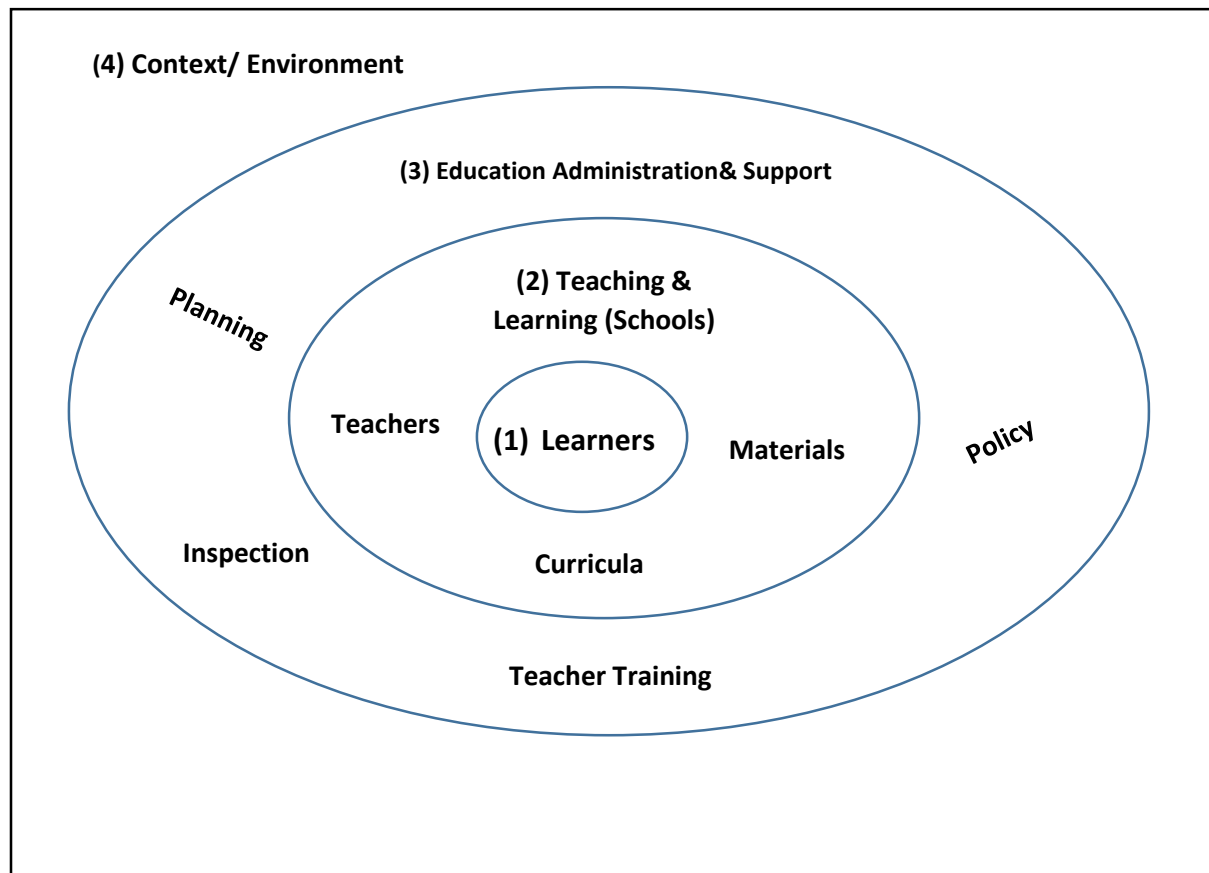 (4) Context/ Environment
(3) Education Administration& Support
Planning
(2) Teaching &
Learning (Schools)
Teachers
(1) Learners
Materials
Policy
Inspection
Curricula
Teacher Training